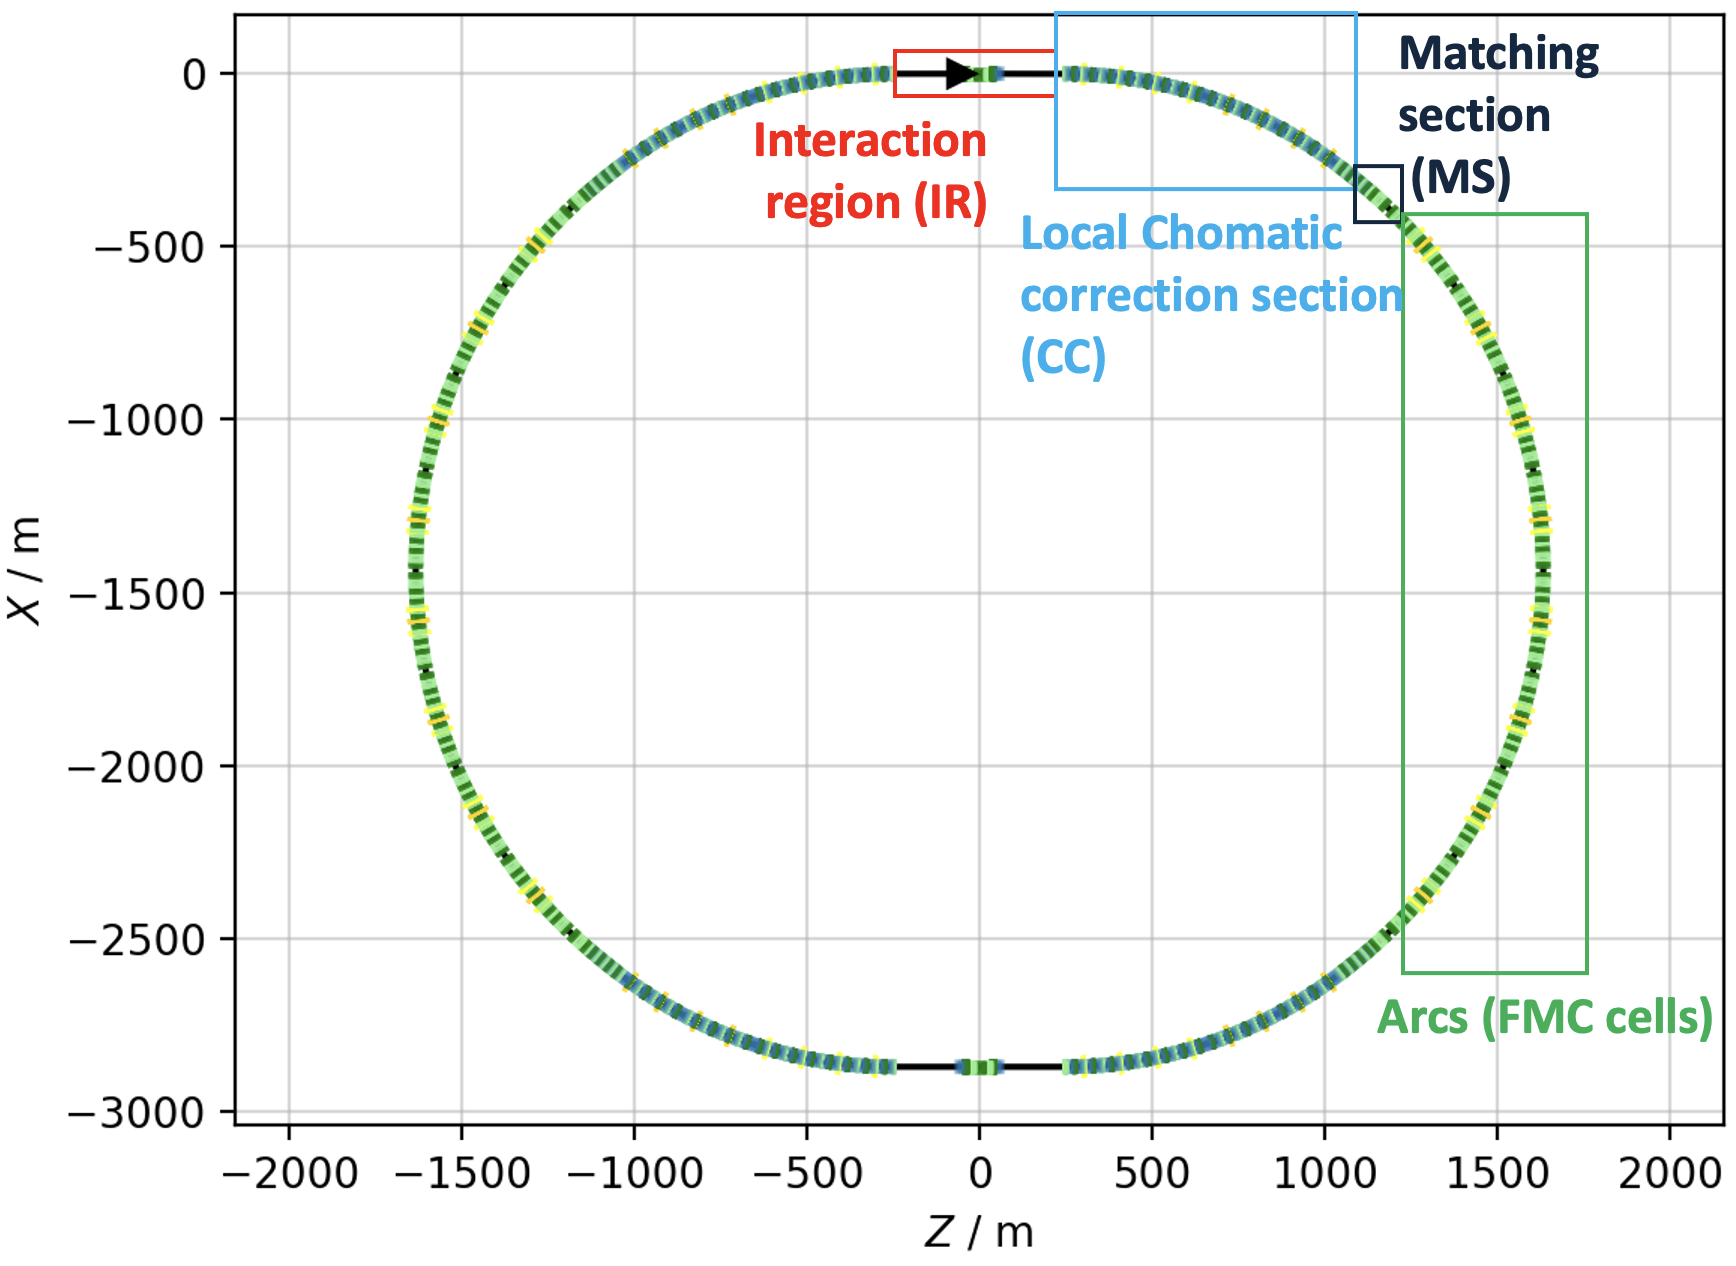 Matching
section
(MS)
Interaction
region (IR)
Local Chomatic
correction section
(CC)
Arcs (FMC cells)
X / m
0
−500
−1000
−1500
−2000
−2500
−3000
−2000 −1500 −1000 −500 0 500 1000 1500 2000
Z / m